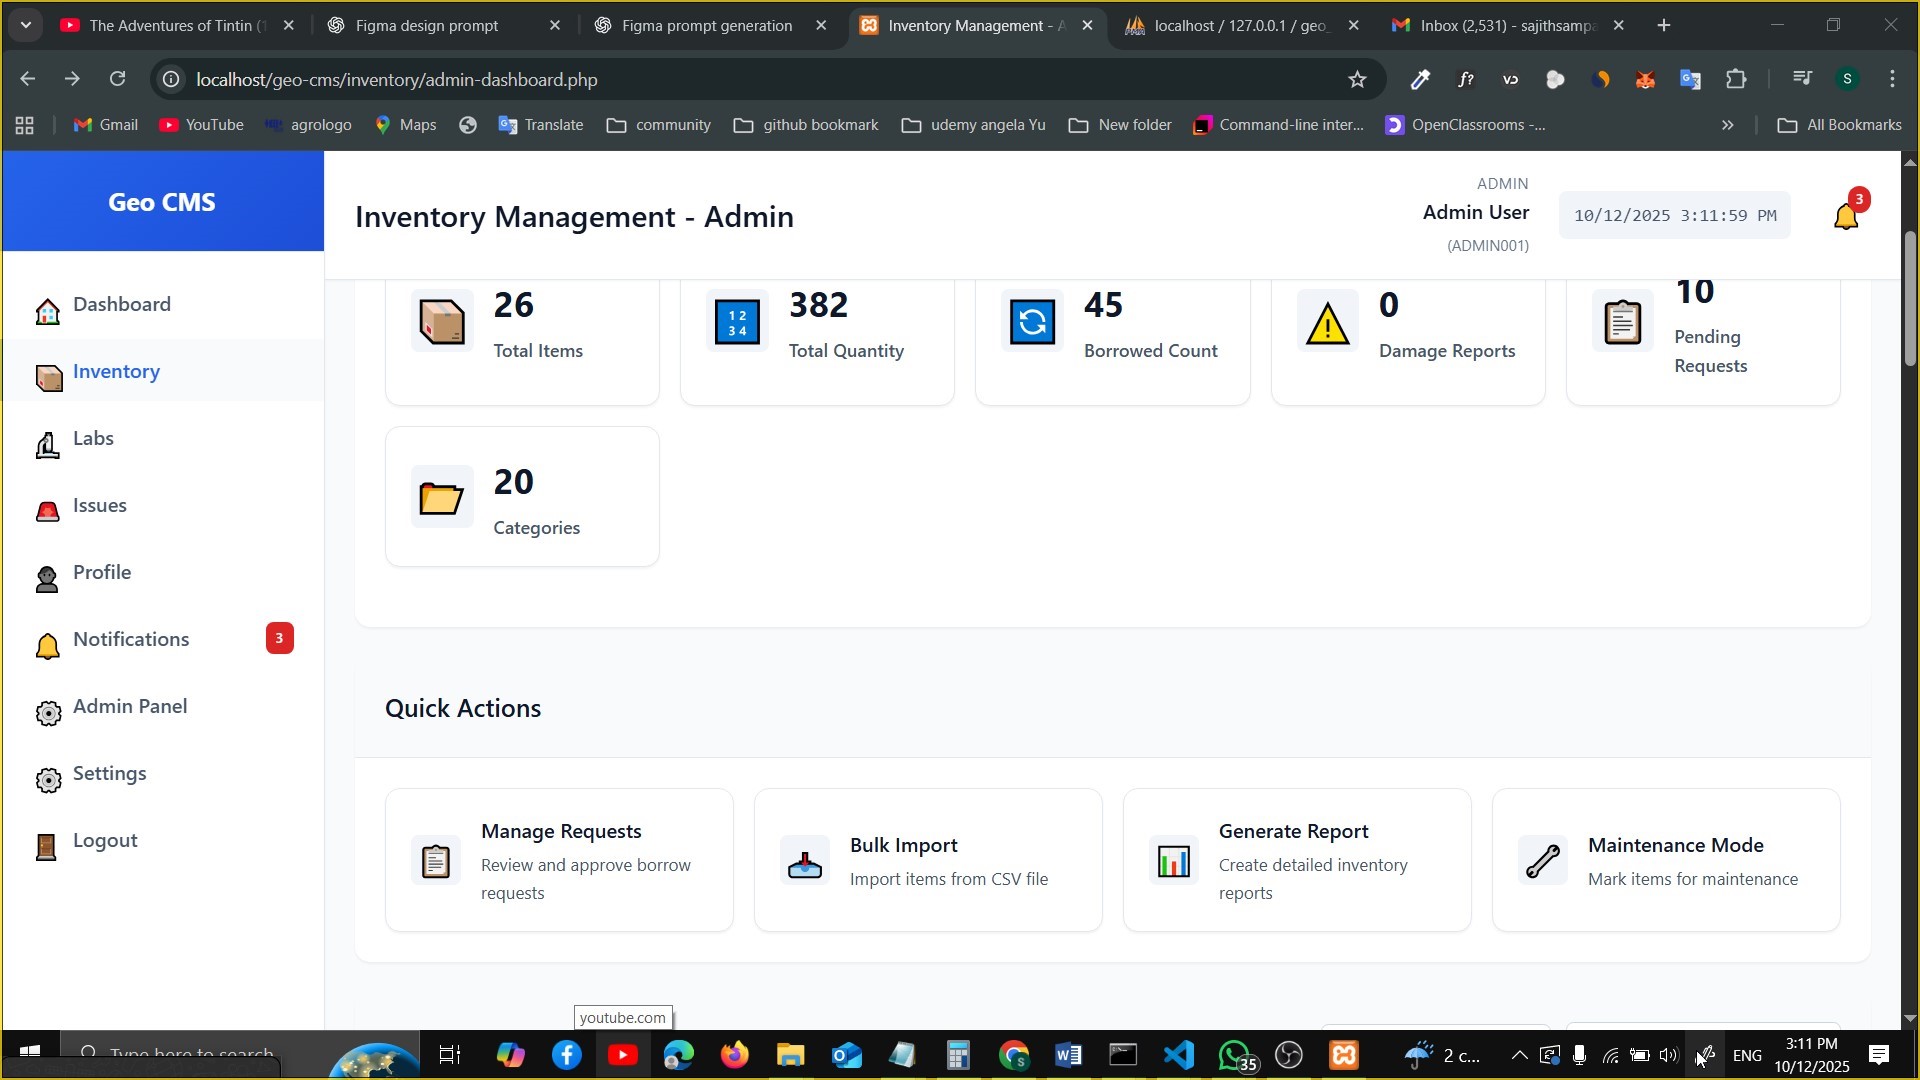 The Adventures of Tintin (1
Figma design prompt
Figma prompt generation
Inventory Management - A
localhost / 127.0.0.1 / geo_
Inbox (2,531) - sajithsampa
localhost/geo-cms/inventory/admin-dashboard.php
S
Gmail
YouTube
agrologo
Maps
Translate
community
github bookmark
udemy angela Yu
New folder
Command-line inter...
OpenClassrooms -...
All Bookmarks
Geo CMS
Inventory Management - Admin
ADMIN
Admin User
(ADMIN001)
10/12/2025 3:11:59 PM
3
Dashboard
Inventory
Labs
Issues
Profile
Notifications
3
Admin Panel
Settings
Logout
26
Total Items
1 2
3 4
382
Total Quantity
45
Borrowed Count
0
Damage Reports
10
Pending
Requests
20
Categories
Quick Actions
Manage Requests
Review and approve borrow
requests
Bulk Import
Import items from CSV file
Generate Report
Create detailed inventory
reports
Maintenance Mode
Mark items for maintenance
youtube.com
Type here to search
35
2 c...
ENG
3:11 PM
10/12/2025